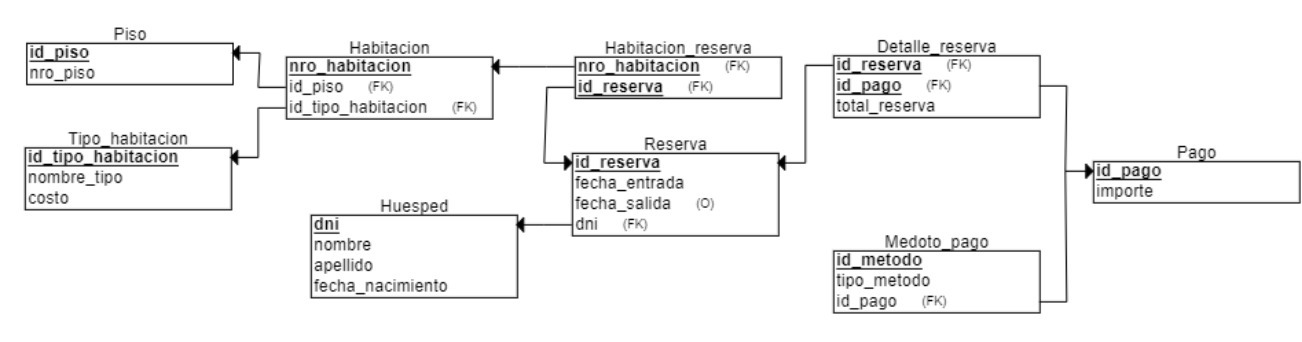 Piso
id_piso
nro_piso
Habitacion
nro_habitacion
id_piso (FK)
id_tipo_habitacion (FK)
Habitacion_reserva
nro_habitacion (FK)
id_reserva (FK)
Detalle_reserva
id_reserva (FK)
id_pago (FK)
total_reserva
Tipo_habitacion
id_tipo_habitacion
nombre_tipo
costo
Reserva
id_reserva
fecha_entrada
fecha_salida (O)
dni (FK)
Pago
id_pago
importe
Huesped
dni
nombre
apellido
fecha_nacimiento
Medoto_pago
id_metodo
tipo_metodo
id_pago (FK)